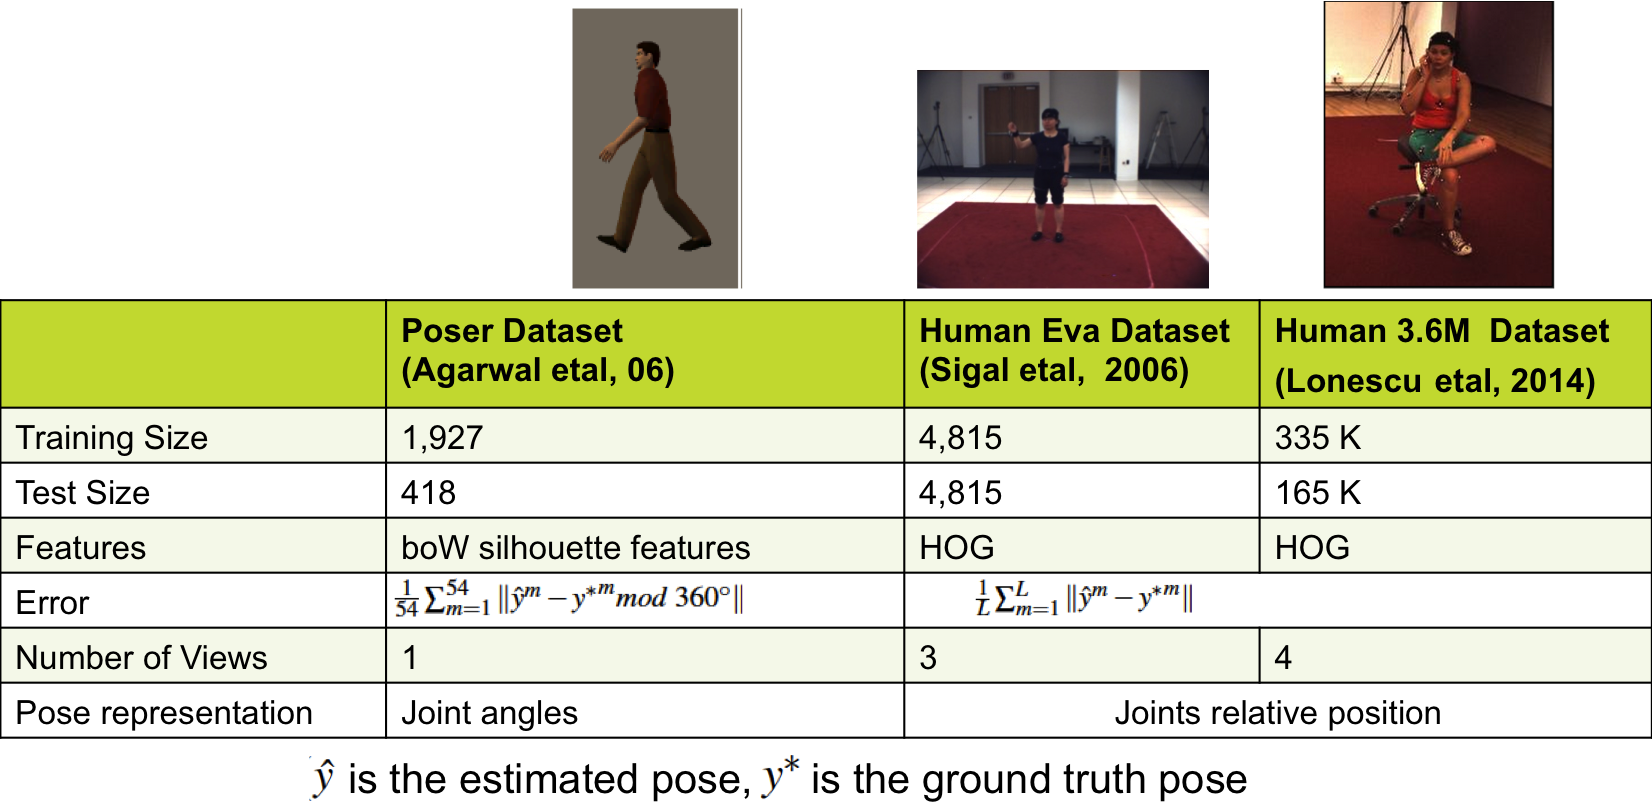 Poser Dataset
(Agarwal etal, 06)
Human Eva Dataset
(Sigal etal, 2006)
Human 3.6M Dataset
(Lonescu etal, 2014)
Training Size 1,927 4,815 335 K
Test Size 418 4,815 165 K
Features boW silhouette features HOG HOG
Error $\frac{1}{54}\sum_{m=1}^{54} \|\hat{y}^m - y^{*m} mod\ 360°\|$ $\frac{1}{L}\sum_{m=1}^{L} \|\hat{y}^m - y^{*m}\|$
Number of Views 1 3 4
Pose representation Joint angles Joints relative position
$\hat{y}$ is the estimated pose, $y^*$ is the ground truth pose